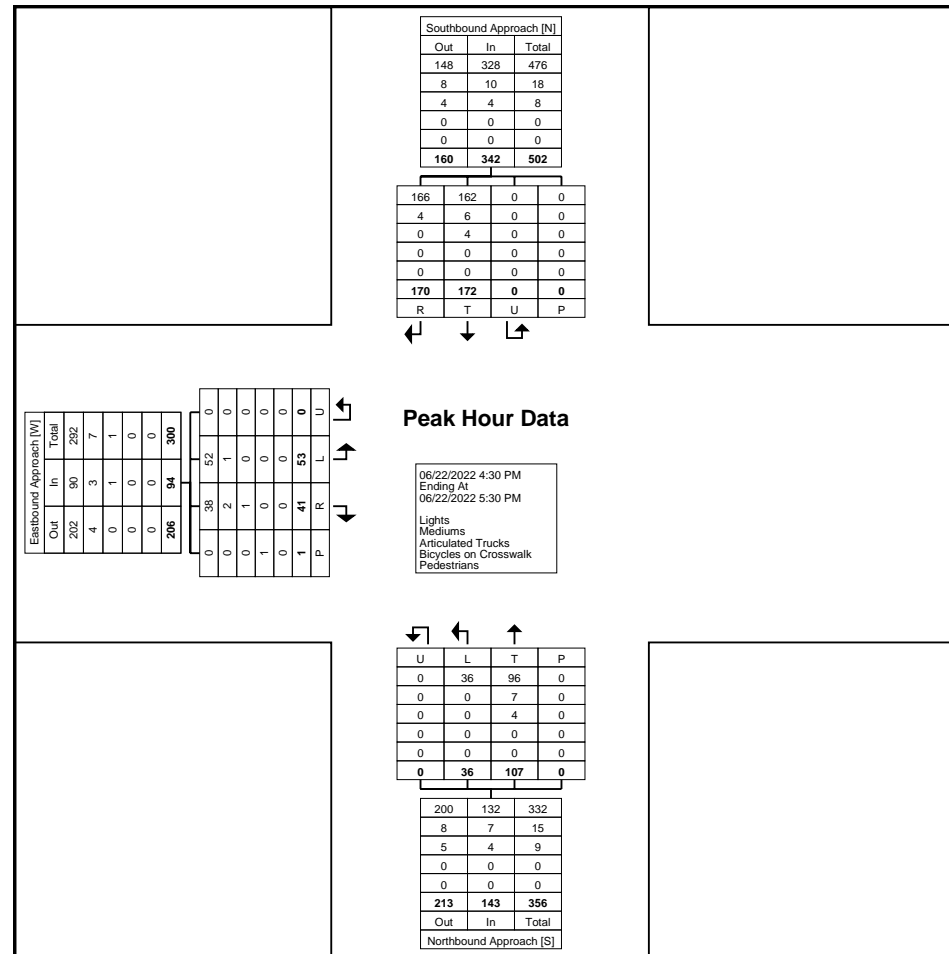 Southbound Approach [N]
Out In Total
148 328 476
8 10 18
4 4 8
0 0 0
0 0 0
160 342 502
166 162 0 0
4 6 0 0
0 4 0 0
0 0 0 0
0 0 0 0
170 172 0 0
R T U P
Eastbound Approach [W]
Out In Total
202 90 292
4 3 7
0 1 1
0 0 0
0 0 0
206 94 300
0 38 52 0
0 2 1 0
0 1 0 0
1 0 0 0
0 0 0 0
1 41 53 0
P R L U
Peak Hour Data
06/22/2022 4:30 PM
Ending At
06/22/2022 5:30 PM
Lights
Mediums
Articulated Trucks
Bicycles on Crosswalk
Pedestrians
U L T P
0 36 96 0
0 0 7 0
0 0 4 0
0 0 0 0
0 0 0 0
0 36 107 0
200 132 332
8 7 15
5 4 9
0 0 0
0 0 0
213 143 356
Out In Total
Northbound Approach [S]